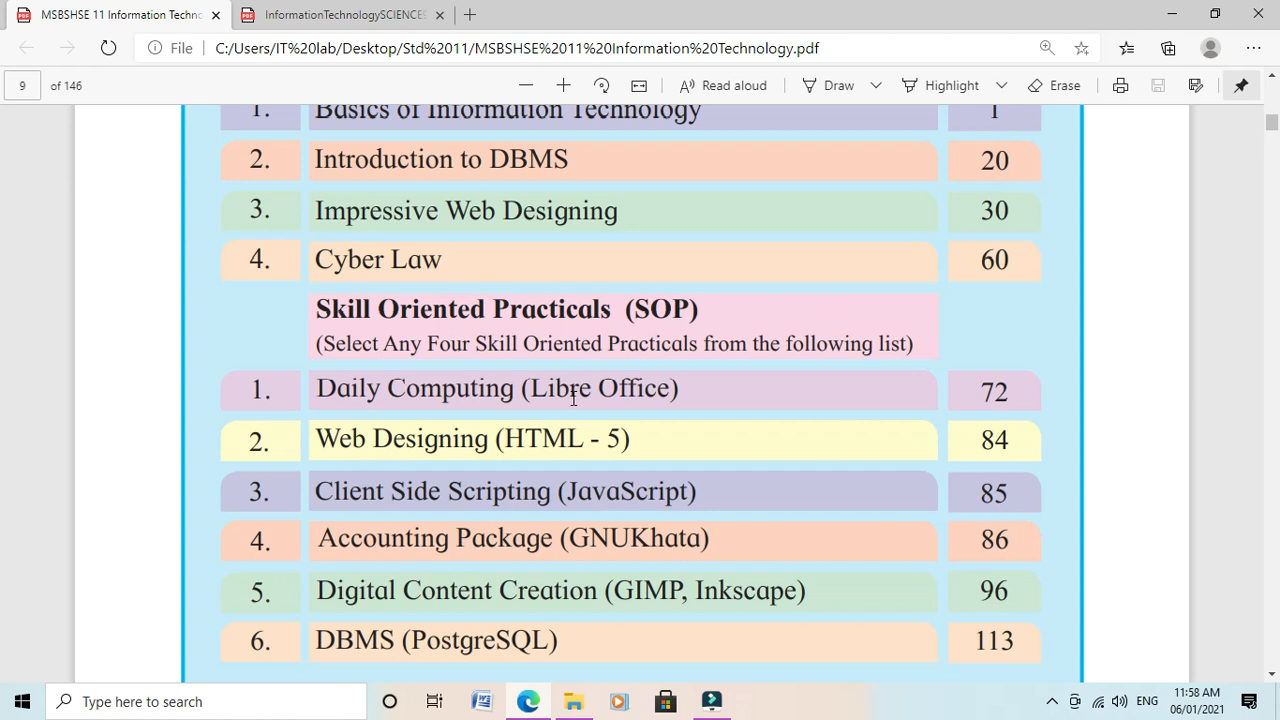 MSBSHSE 11 Information Techno
InformationTechnologySCIENCES
File
C:/Users/IT%20lab/Desktop/Std%2011/MSBSHSE%2011%20Information%20Technology.pdf
9 of 146
Read aloud
Draw
Highlight
Erase
1. Basics of Information Technology 1
2. Introduction to DBMS 20
3. Impressive Web Designing 30
4. Cyber Law 60
Skill Oriented Practicals (SOP)
(Select Any Four Skill Oriented Practicals from the following list)
1. Daily Computing (Libre Office) 72
2. Web Designing (HTML - 5) 84
3. Client Side Scripting (JavaScript) 85
4. Accounting Package (GNUKhata) 86
5. Digital Content Creation (GIMP, Inkscape) 96
6. DBMS (PostgreSQL) 113
Type here to search
ENG
11:58 AM
06/01/2021